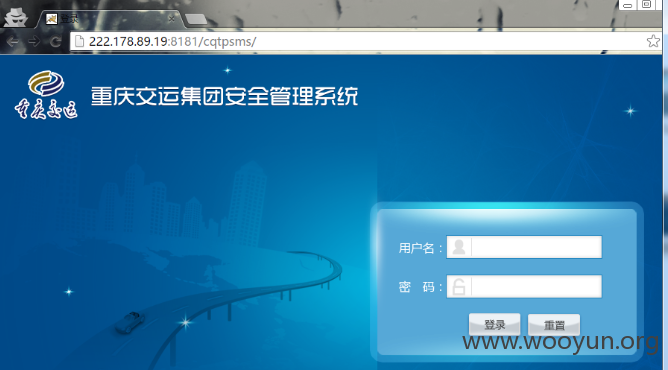 登录
222.178.89.19:8181/cqtpsms/
重庆交运
重庆交运集团安全管理系统
用户名：
密 码：
登录 重置
www.wooyun.org